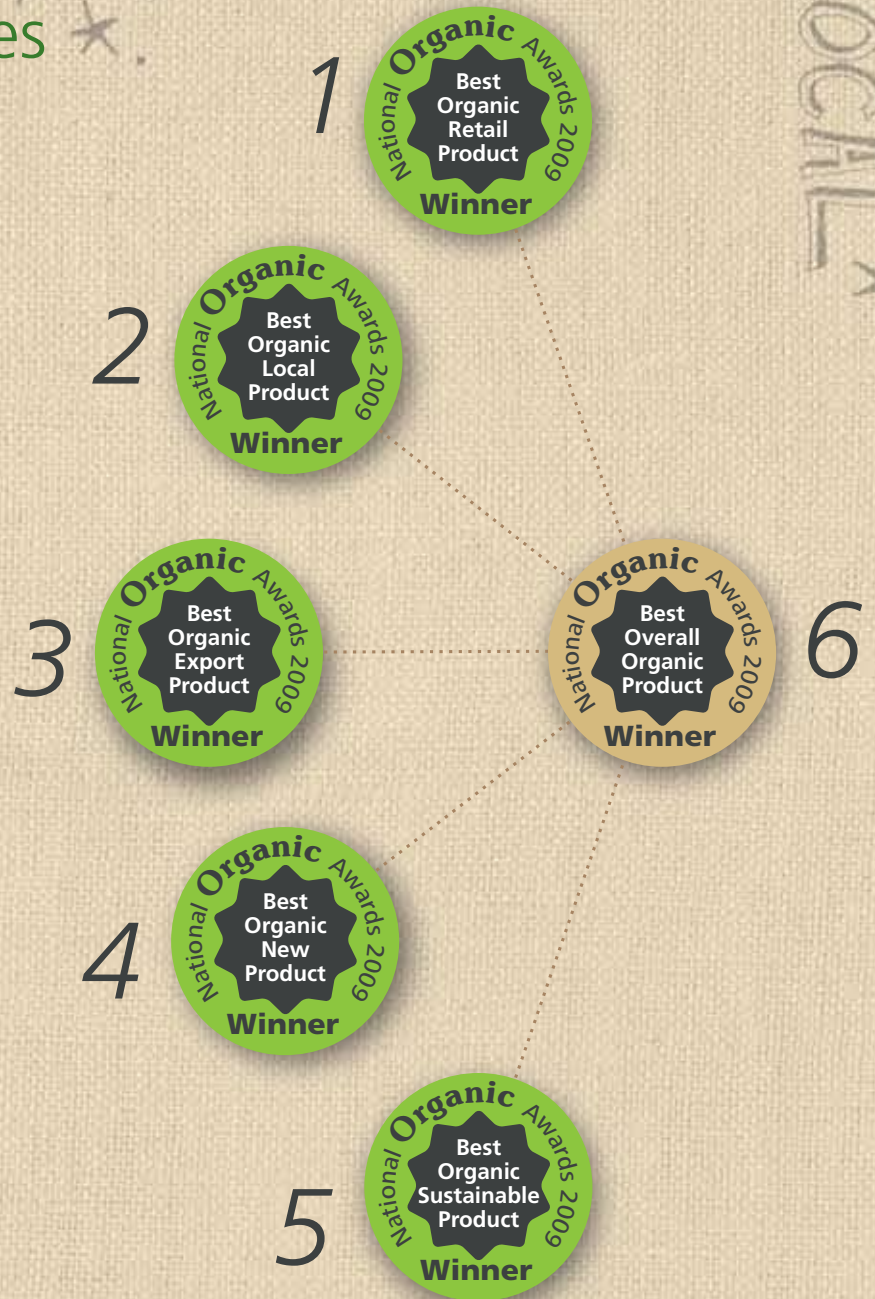 es
OCAL
1
National Organic Awards 2009
Best
Organic
Retail
Product
Winner
2
National Organic Awards 2009
Best
Organic
Local
Product
Winner
3
National Organic Awards 2009
Best
Organic
Export
Product
Winner
6
National Organic Awards 2009
Best
Overall
Organic
Product
Winner
4
National Organic Awards 2009
Best
Organic
New
Product
Winner
5
National Organic Awards 2009
Best
Organic
Sustainable
Product
Winner